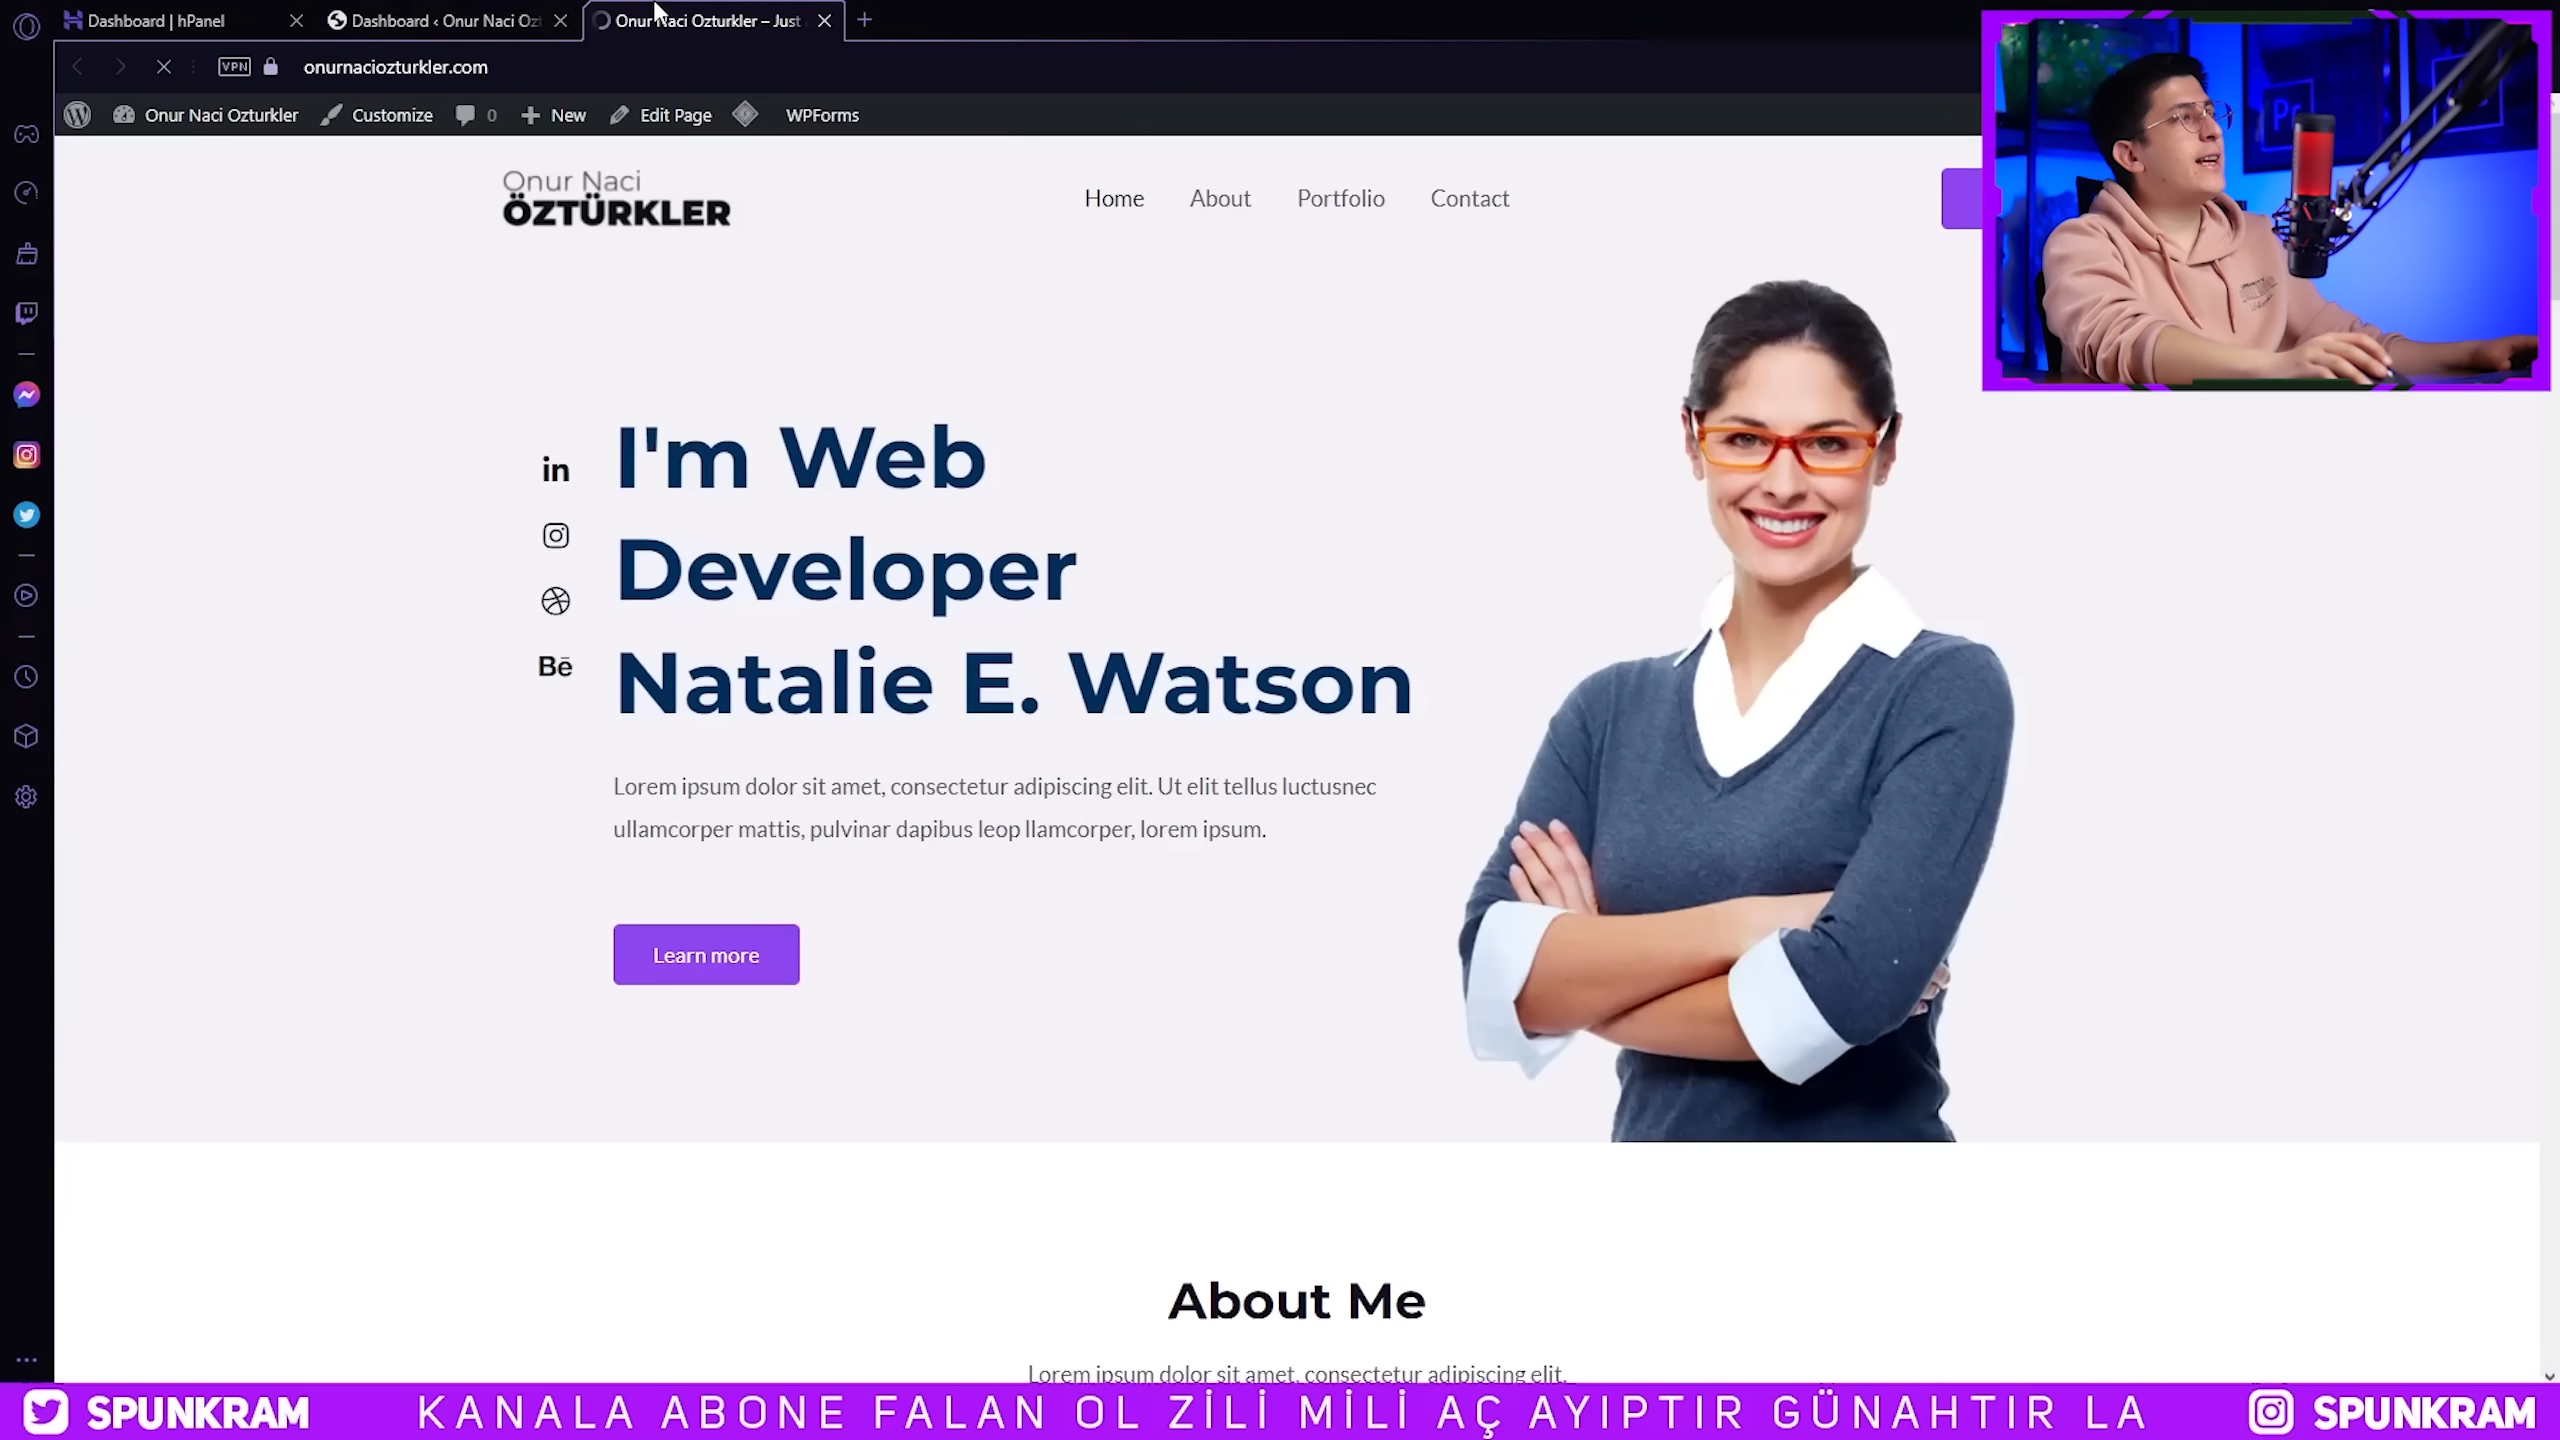 Dashboard | hPanel
Dashboard ‹ Onur Naci Ozt
Onur Naci Ozturkler – Just
VPN
onurnaciozturkler.com
Onur Naci Ozturkler
Customize
0
New
Edit Page
WPForms
Onur Naci
ÖZTÜRKLER
Home
About
Portfolio
Contact
Pr
in
I'm Web
Developer
Natalie E. Watson
Bē
Lorem ipsum dolor sit amet, consectetur adipiscing elit. Ut elit tellus luctusnec
ullamcorper mattis, pulvinar dapibus leop llamcorper, lorem ipsum.
Learn more
About Me
Lorem ipsum dolor sit amet, consectetur adipiscing elit.
SPUNKRAM
KANALA ABONE FALAN OL ZİLİ MİLİ AÇ AYIPTIR GÜNAHTIR LA
SPUNKRAM